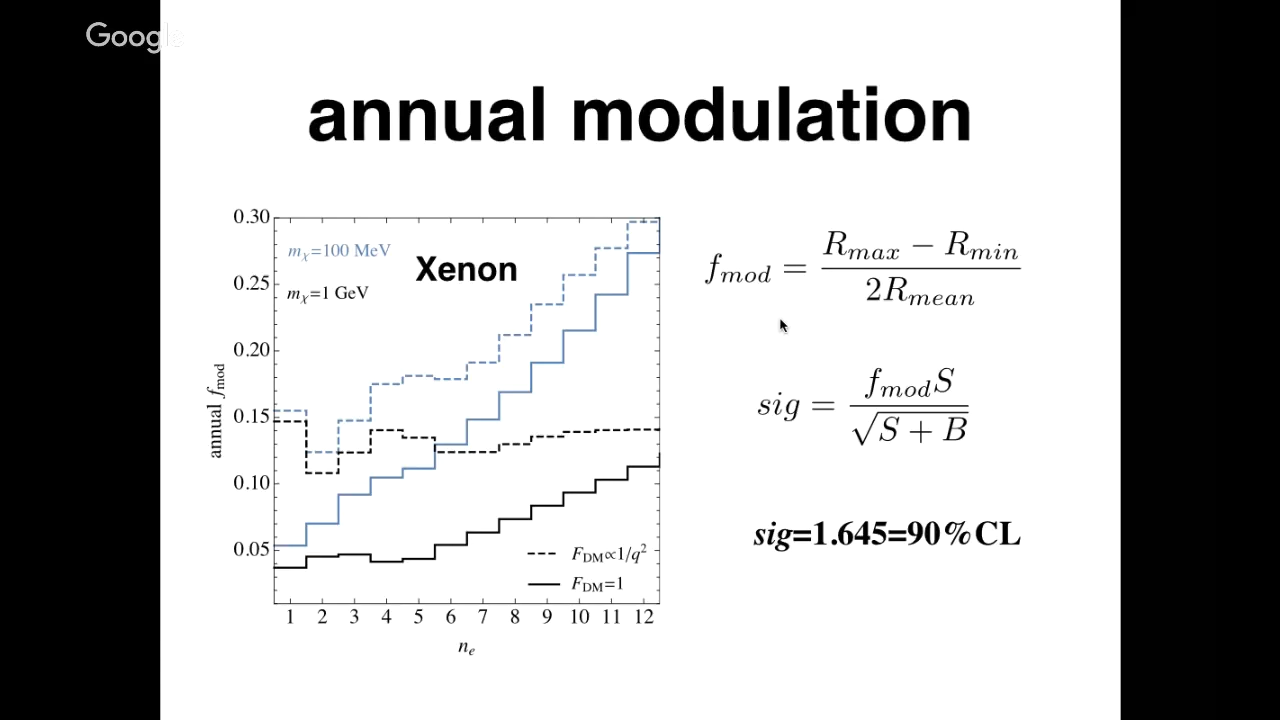 Google
annual modulation
0.30
0.25
0.20
0.15
0.10
0.05
annual f_mod
m_χ=100 MeV
m_χ=1 GeV
Xenon
F_DM∝1/q²
F_DM=1
1 2 3 4 5 6 7 8 9 10 11 12
n_e
f_mod = (R_max − R_min) / (2R_mean)
sig = (f_mod S) / √(S + B)
sig=1.645=90%CL